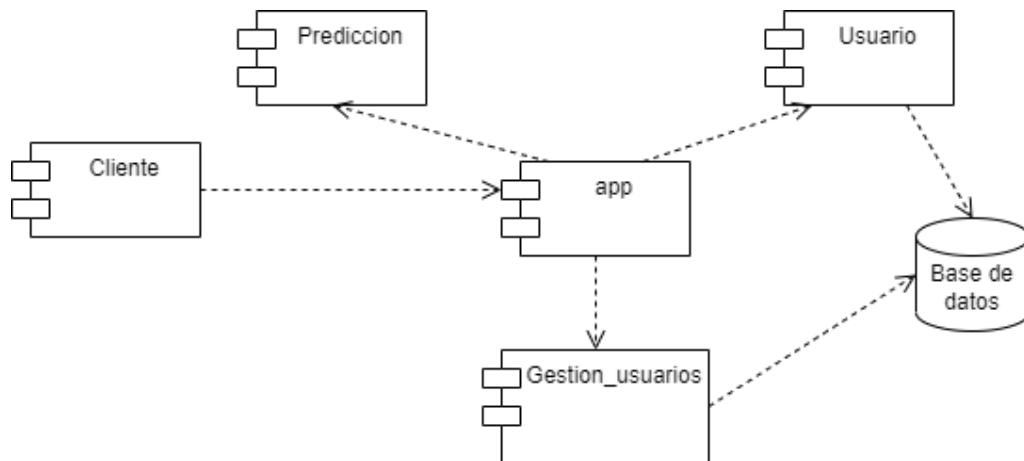 Prediccion
Usuario
Cliente
app
Base de
datos
Gestion_usuarios